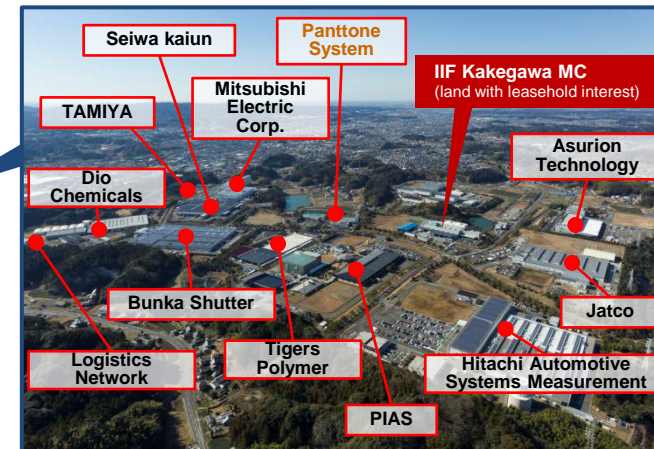 Seiwa kaiun
Panttone
System
IIF Kakegawa MC
(land with leasehold interest)
Mitsubishi
Electric
Corp.
TAMIYA
Asurion
Technology
Dio
Chemicals
Bunka Shutter
Jatco
Logistics
Network
Tigers
Polymer
Hitachi Automotive
Systems Measurement
PIAS